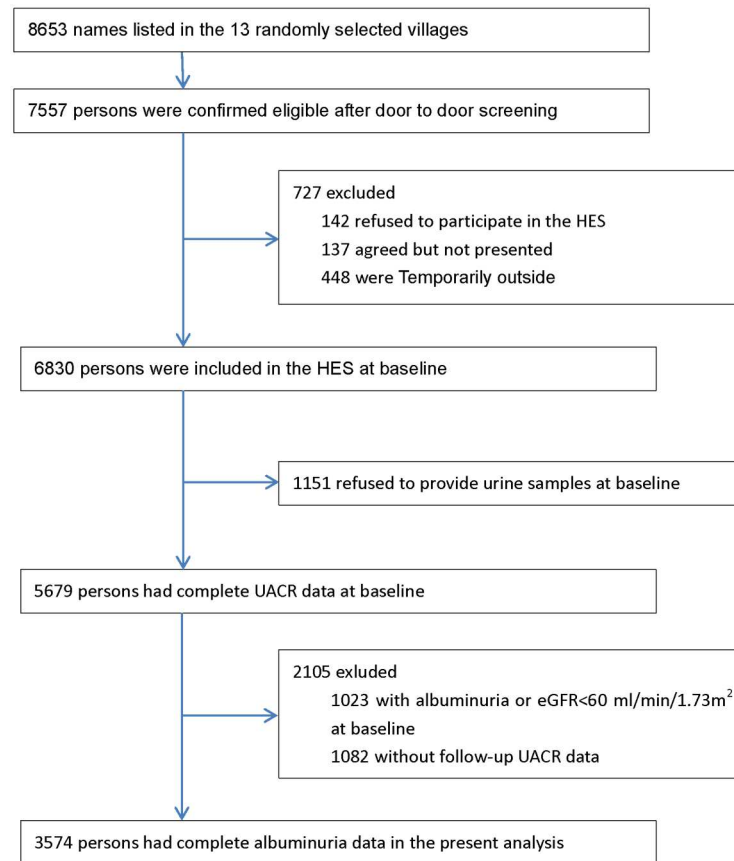 8653 names listed in the 13 randomly selected villages
7557 persons were confirmed eligible after door to door screening
727 excluded
142 refused to participate in the HES
137 agreed but not presented
448 were Temporarily outside
6830 persons were included in the HES at baseline
1151 refused to provide urine samples at baseline
5679 persons had complete UACR data at baseline
2105 exluded
1023 with albuminuria or eGFR<60 ml/min/1.73m²
at baseline
1082 without follow-up UACR data
3574 persons had complete albuminuria data in the present analysis